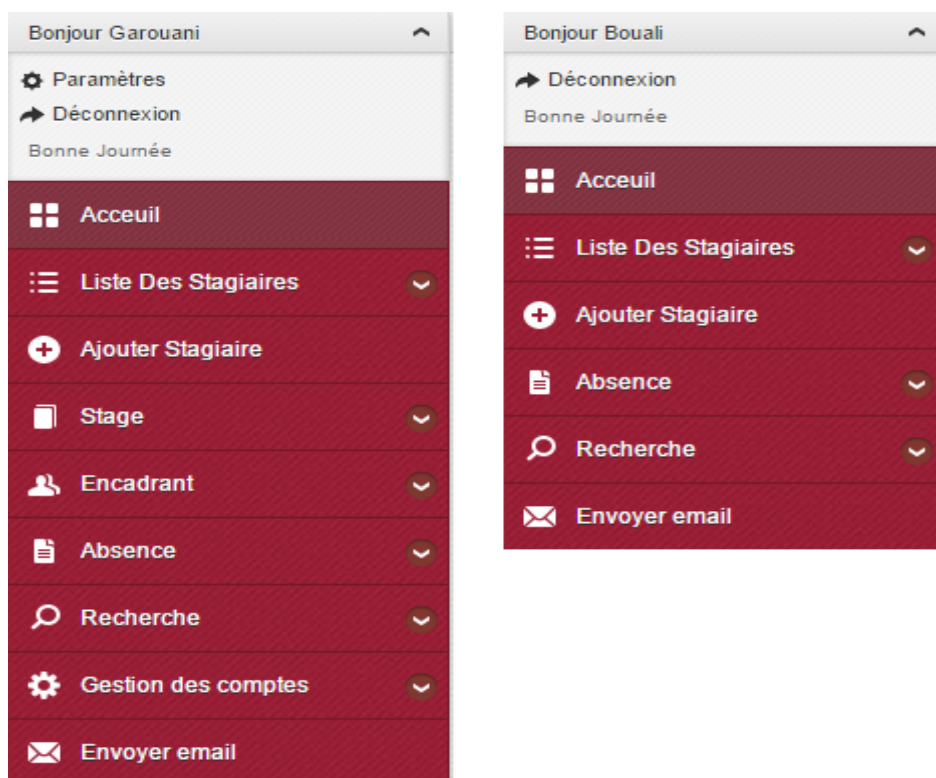 Bonjour Garouani
Paramètres
Déconnexion
Bonne Journée
Acceuil
Liste Des Stagiaires
Ajouter Stagiaire
Stage
Encadrant
Absence
Recherche
Gestion des comptes
Envoyer email
Bonjour Bouali
Déconnexion
Bonne Journée
Acceuil
Liste Des Stagiaires
Ajouter Stagiaire
Absence
Recherche
Envoyer email